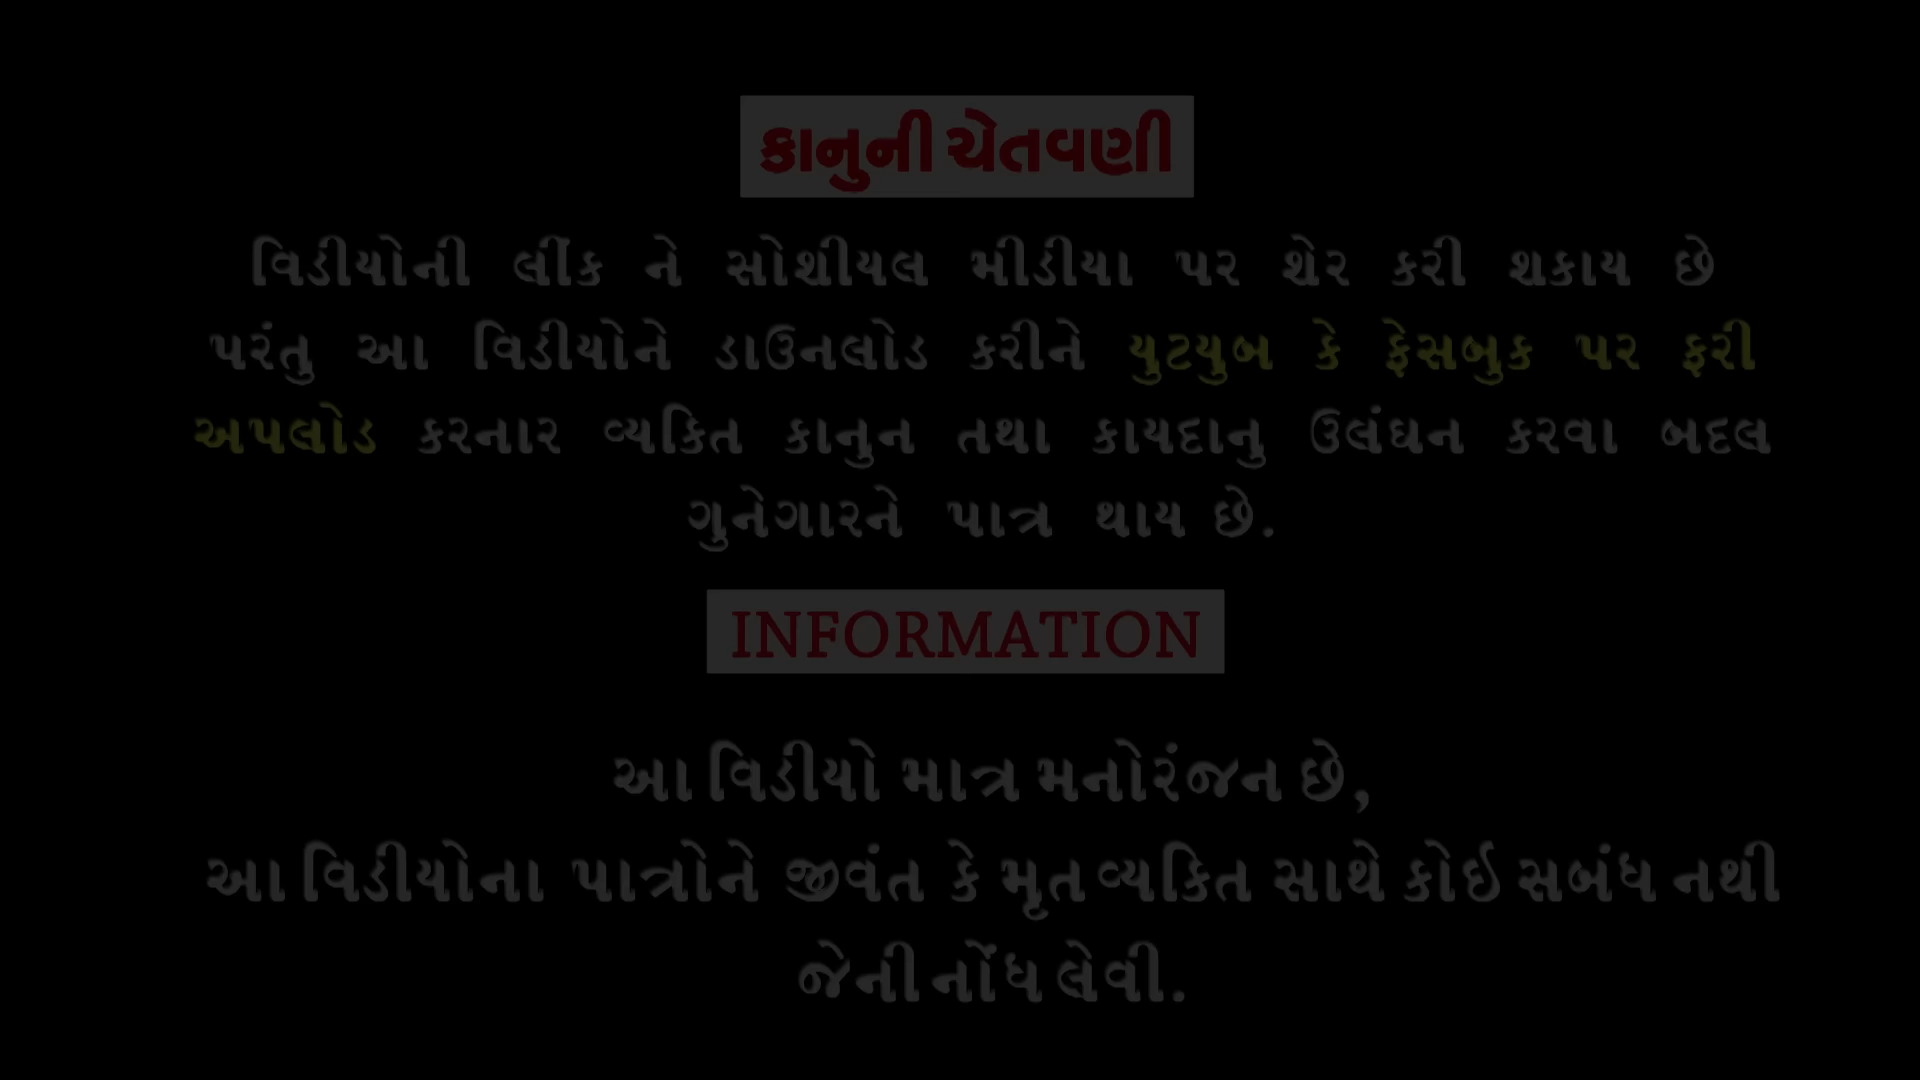 કાનુની ચેતવણી
વિડીયોની લીંક ને સોશીયલ મીડીયા પર શેર કરી શકાય છે
પરંતુ આ વિડીયોને ડાઉનલોડ કરીને યુટયુબ કે ફેસબુક પર ફરી
અપલોડ કરનાર વ્યકિત કાનુન તથા કાયદાનુ ઉલંઘન કરવા બદલ
ગુનેગારને પાત્ર થાય છે.
INFORMATION
આ વિડીયો માત્ર મનોરંજન છે,
આ વિડીયોના પાત્રોને જીવંત કે મૃત વ્યકિત સાથે કોઈ સબંધ નથી
જેની નોંધ લેવી.